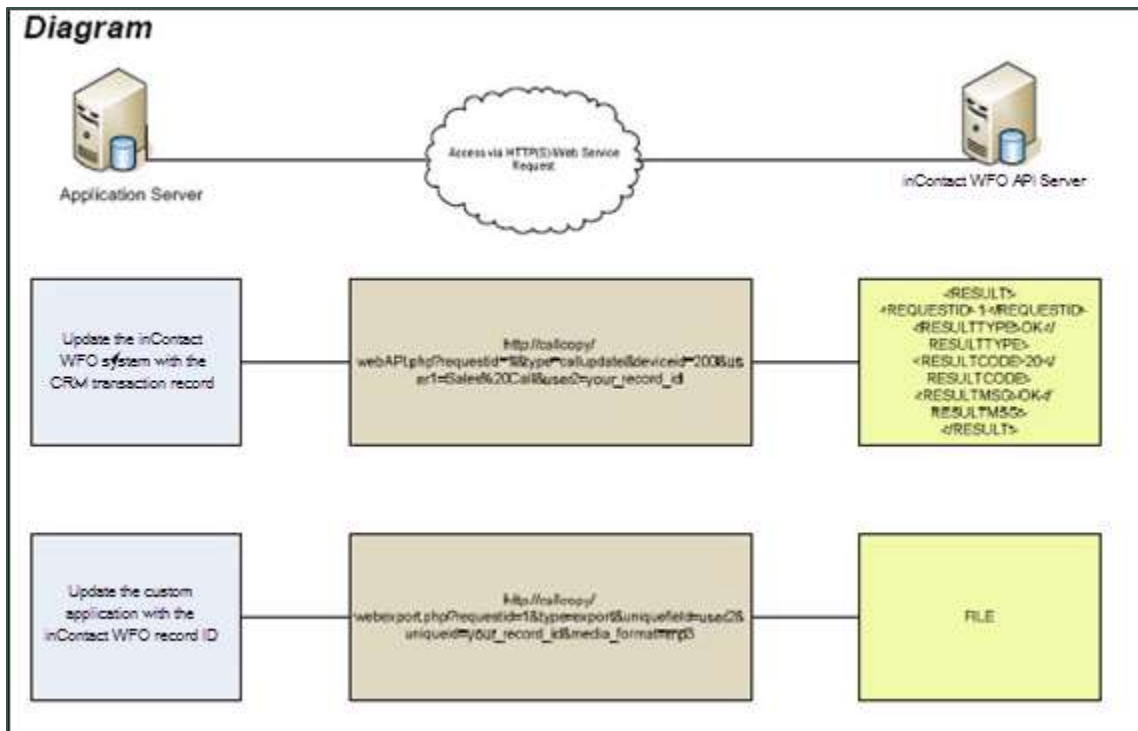 Diagram
Access via HTTP(S)-Web Service
Request
Application Server
inContact WFO API Server
Update the inContact
WFO system with the
CRM transaction record
http://callcopy/
webAPI.php?requestid=1&type=callupdate&deviceid=200&us
er1=Sales%20Call&user2=your_record_id
</RESULT>
<REQUESTID>1</REQUESTID>
<RESULTTYPE>OK</
RESULTTYPE>
<RESULTCODE>20</
RESULTCODE>
<RESULTMSG>OK</
RESULTMSG>
</RESULT>
Update the custom
application with the
inContact WFO record ID
http://callcopy/
webexport.php?requestid=1&type=export&uniquefield=user2&
uniqueid=your_record_id&media_format=mp3
FILE